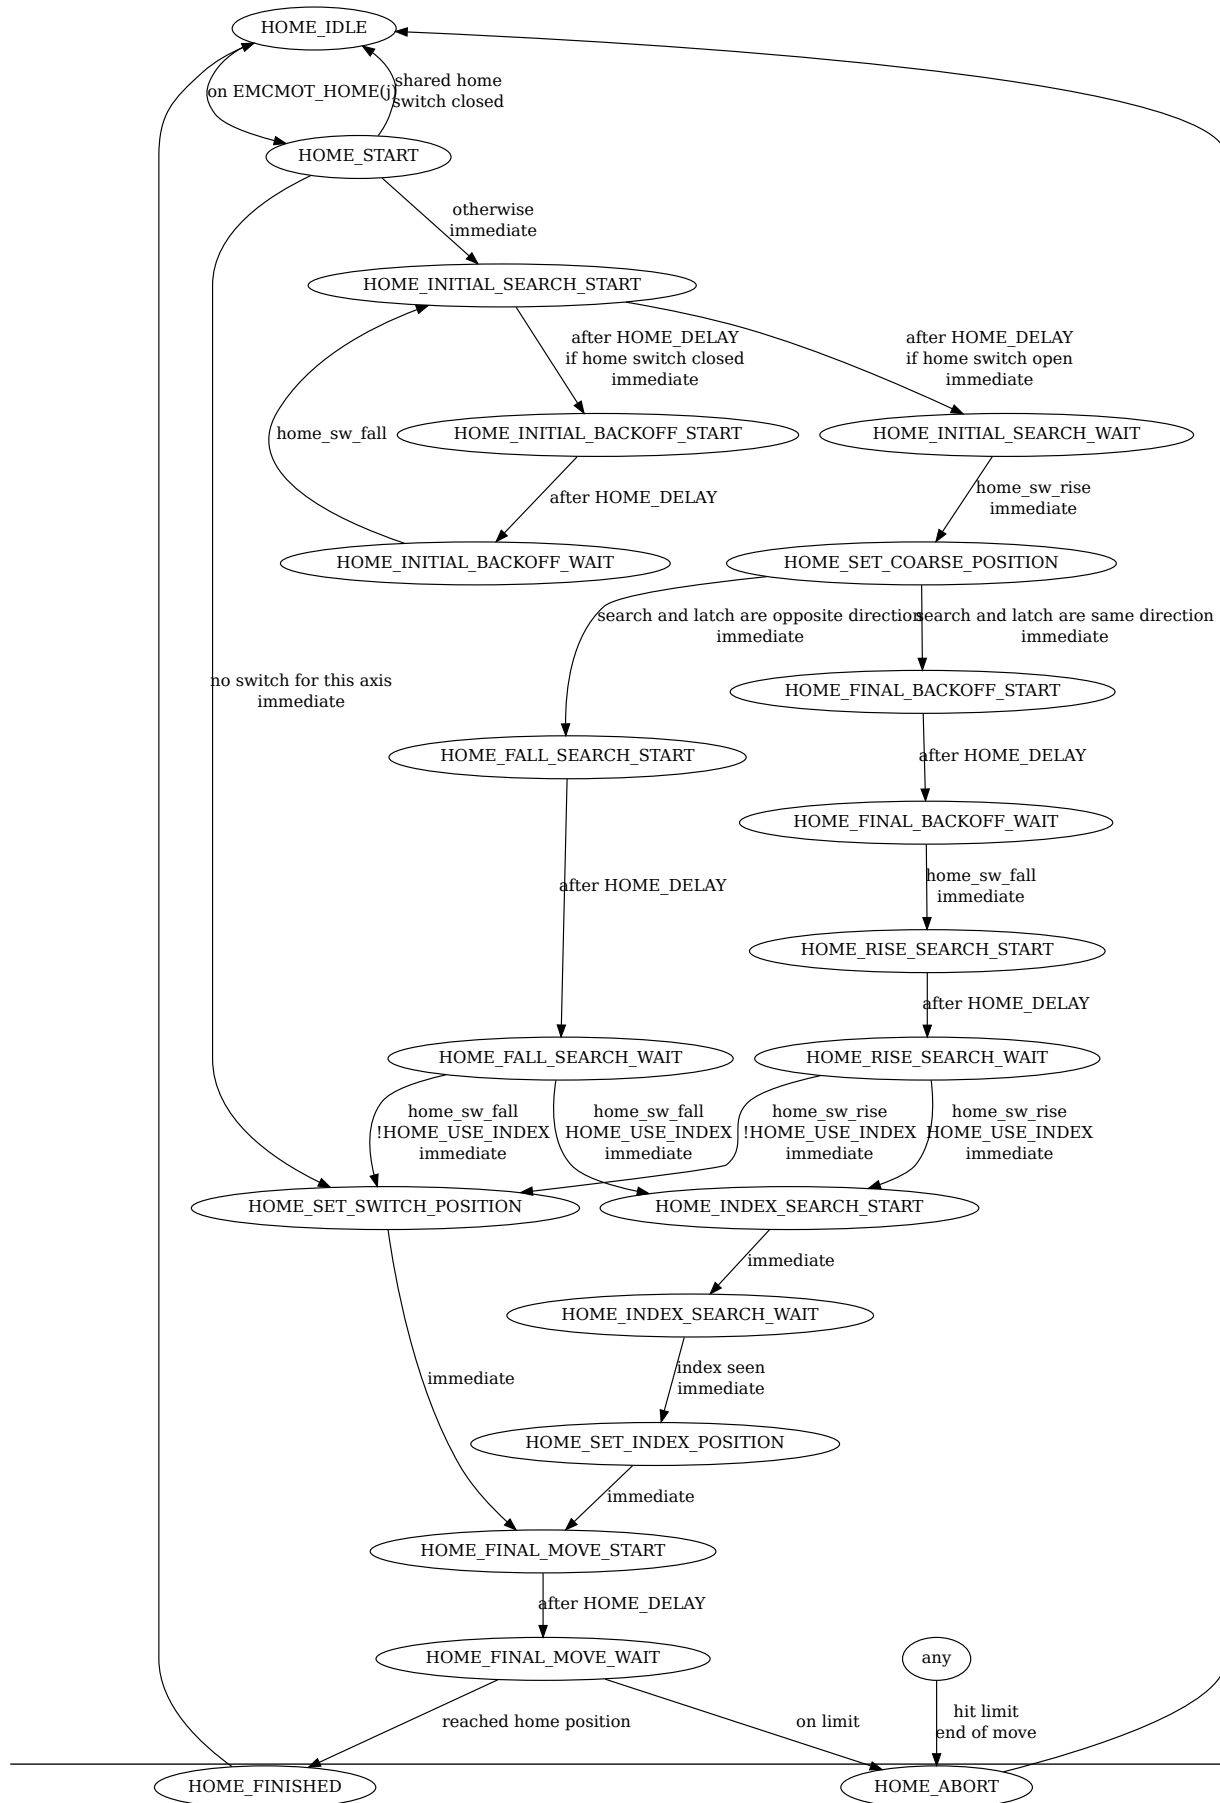 HOME_IDLE
on EMCMOT_HOME(j)
shared home
switch closed
HOME_START
otherwise
immediate
HOME_INITIAL_SEARCH_START
after HOME_DELAY
if home switch closed
immediate
after HOME_DELAY
if home switch open
immediate
home_sw_fall
HOME_INITIAL_BACKOFF_START
HOME_INITIAL_SEARCH_WAIT
after HOME_DELAY
home_sw_rise
immediate
HOME_INITIAL_BACKOFF_WAIT
HOME_SET_COARSE_POSITION
search and latch are opposite direction
immediate
search and latch are same direction
immediate
no switch for this axis
immediate
HOME_FINAL_BACKOFF_START
HOME_FALL_SEARCH_START
after HOME_DELAY
HOME_FINAL_BACKOFF_WAIT
after HOME_DELAY
home_sw_fall
immediate
HOME_RISE_SEARCH_START
after HOME_DELAY
HOME_FALL_SEARCH_WAIT
HOME_RISE_SEARCH_WAIT
home_sw_fall
!HOME_USE_INDEX
immediate
home_sw_fall
HOME_USE_INDEX
immediate
home_sw_rise
!HOME_USE_INDEX
immediate
home_sw_rise
HOME_USE_INDEX
immediate
HOME_SET_SWITCH_POSITION
HOME_INDEX_SEARCH_START
immediate
HOME_INDEX_SEARCH_WAIT
immediate
index seen
immediate
HOME_SET_INDEX_POSITION
immediate
HOME_FINAL_MOVE_START
after HOME_DELAY
HOME_FINAL_MOVE_WAIT
any
reached home position
on limit
hit limit
end of move
HOME_FINISHED
HOME_ABORT